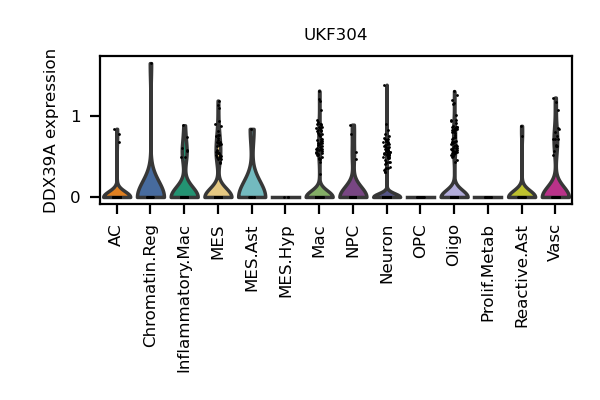 UKF304
DDX39A expression
1
0
AC
Chromatin.Reg
Inflammatory.Mac
MES
MES.Ast
MES.Hyp
Mac
NPC
Neuron
OPC
Oligo
Prolif.Metab
Reactive.Ast
Vasc